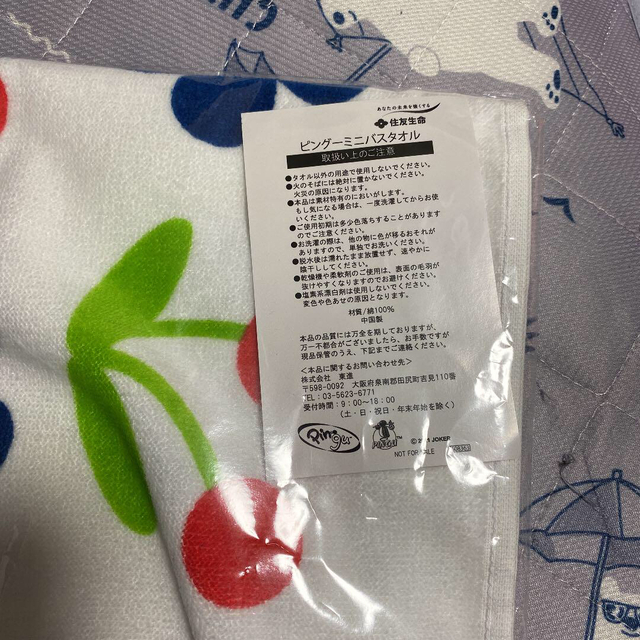 あなたの未来を強くする
住友生命
ピングーミニバスタオル
取扱い上のご注意
●タオル以外の用途で使用しないでください。
●火のそばには絶対に置かないでください。
火災の原因になります。
●本品は素材特有のにおいがします。
もし気になる場合は、一度洗濯してからお使
いください。
●ご使用初期は多少色落ちすることがあります
のでご注意ください。
●お洗濯の際は、他の物に色が移るおそれが
ありますので、単独でお洗いください。
●脱水後は濡れたまま放置せず、速やかに
陰干ししてください。
●乾燥機や柔軟剤のご使用は、表面の毛羽が
抜けやすくなりますのでお避けください。
●塩素系漂白剤は使用しないでください。
変色や色あせの原因となります。
材質/綿100%
中国製
本品の品質には万全を期しておりますが、
万一不都合がございましたら、お手数ですが
現品保管のうえ、下記までご連絡ください。
<本品に関するお問い合わせ先>
株式会社 東進
〒598-0092 大阪府泉南郡田尻町吉見110番
TEL:03-5623-6771
受付時間:9:00~18:00
(土・日・祝日・年末年始を除く)
Pingu
TM
JOKER
NOT FOR SALE